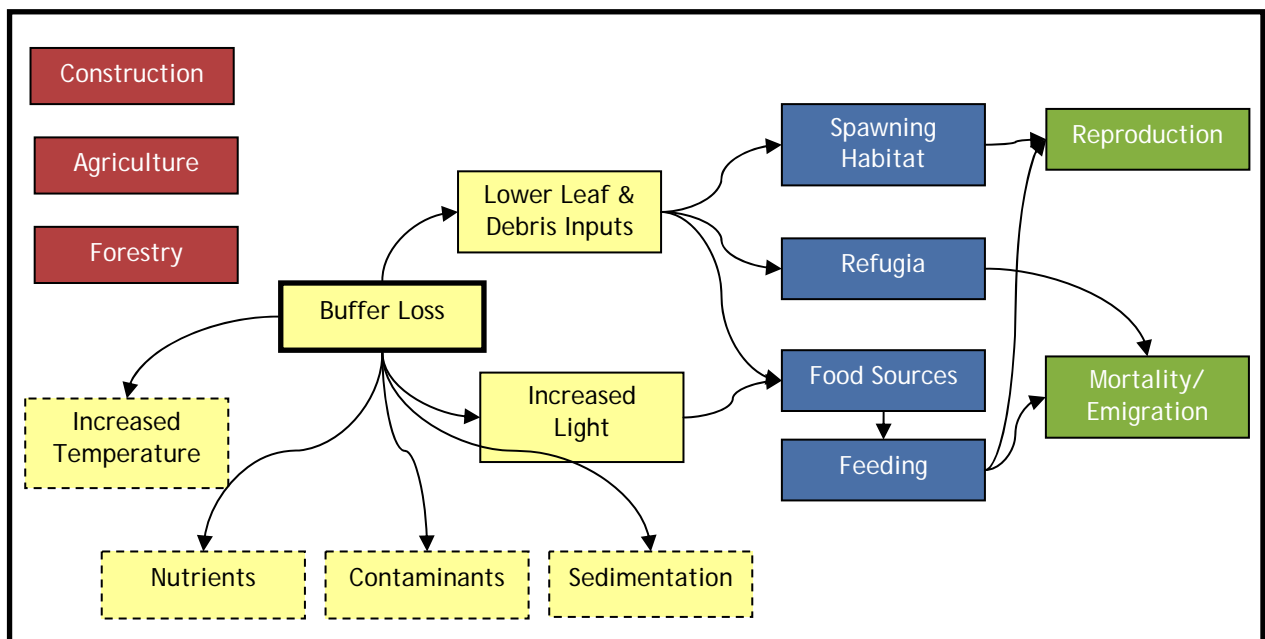 Construction
Agriculture
Forestry
Buffer Loss
Lower Leaf &
Debris Inputs
Increased
Light
Increased
Temperature
Nutrients
Contaminants
Sedimentation
Spawning
Habitat
Refugia
Food Sources
Feeding
Reproduction
Mortality/
Emigration